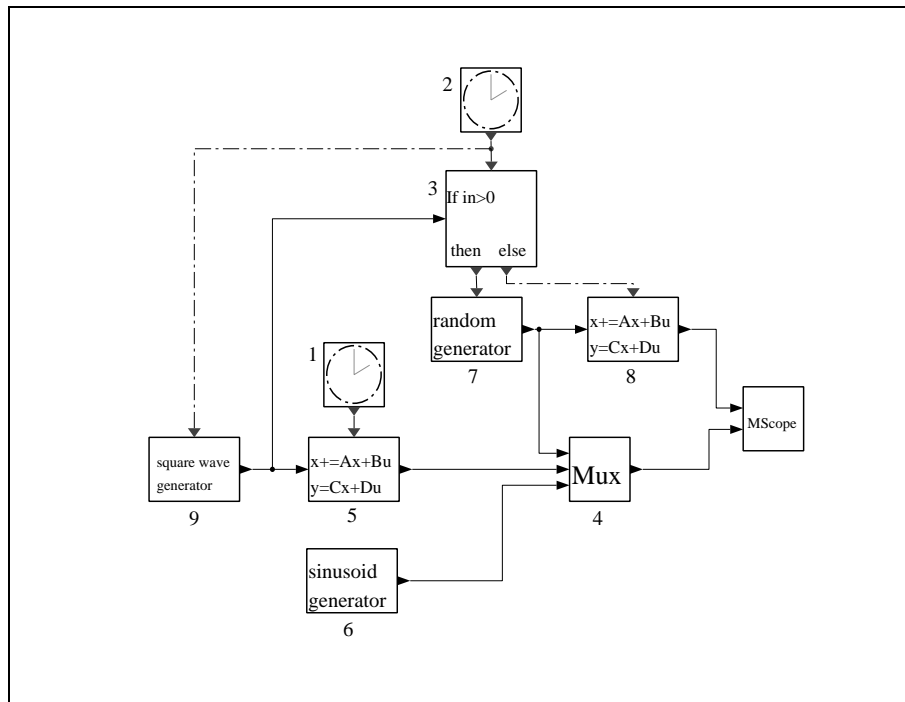 2
3
If in>0
then else
random
generator
7
x+=Ax+Bu
y=Cx+Du
8
1
MScope
square wave
generator
9
x+=Ax+Bu
y=Cx+Du
5
Mux
4
sinusoid
generator
6